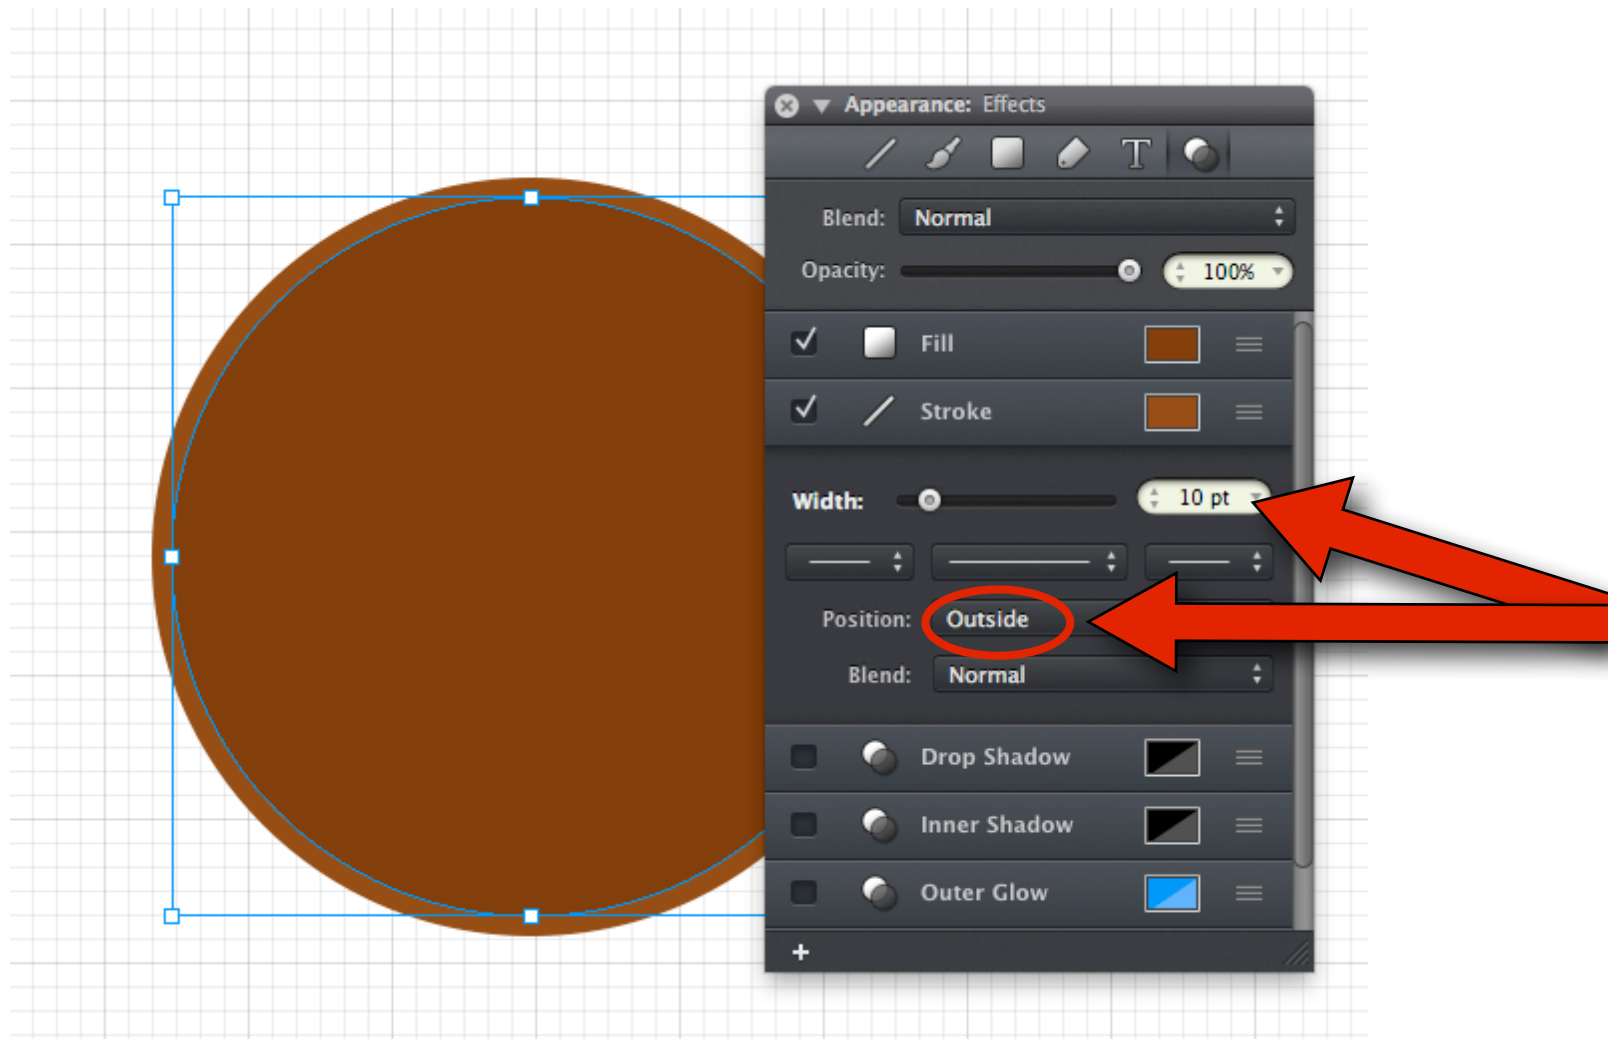 Appearance: Effects
T
Blend: Normal
Opacity: 100%
Fill
Stroke
Width: 10 pt
Position: Outside
Blend: Normal
Drop Shadow
Inner Shadow
Outer Glow
+